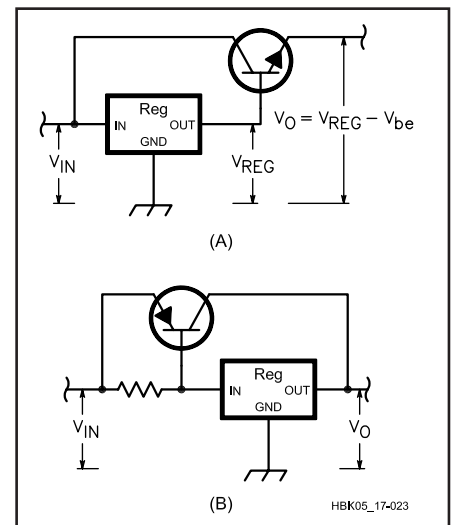 Reg
IN OUT
GND
V_IN
V_REG
V_O = V_REG − V_be
(A)
Reg
IN OUT
GND
V_IN
V_O
(B)
HBK05_17-023